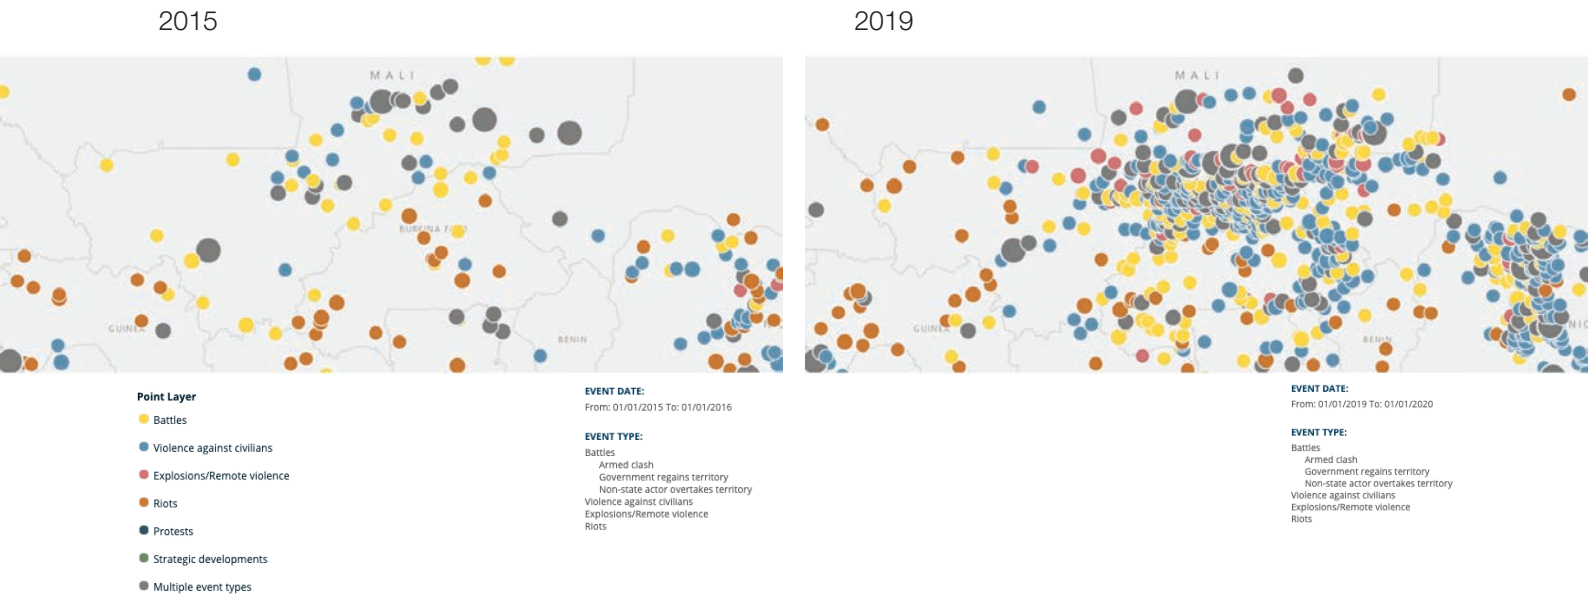 2015
2019
MALI
BURKINA
GUINEA
BENIN
MALI
GUINEA
BENIN
Point Layer
Battles
Violence against civilians
Explosions/Remote violence
Riots
Protests
Strategic developments
Multiple event types
EVENT DATE:
From: 01/01/2015 To: 01/01/2016
EVENT TYPE:
Battles
Armed clash
Government regains territory
Non-state actor overtakes territory
Violence against civilians
Explosions/Remote violence
Riots
EVENT DATE:
From: 01/01/2019 To: 01/01/2020
EVENT TYPE:
Battles
Armed clash
Government regains territory
Non-state actor overtakes territory
Violence against civilians
Explosions/Remote violence
Riots